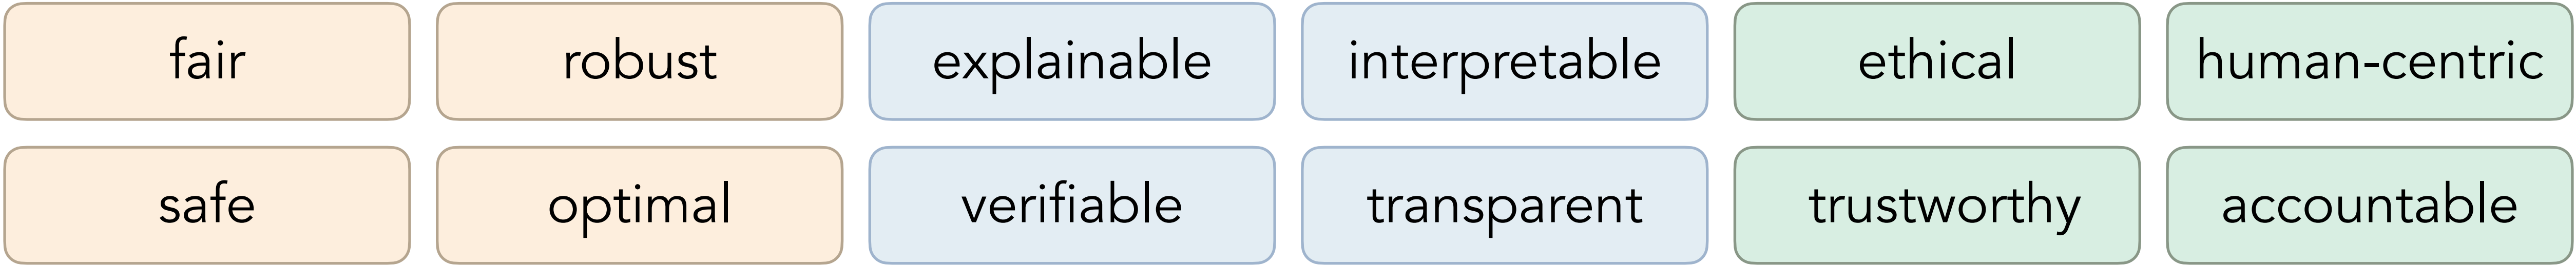 fair robust explainable interpretable ethical human-centric
safe optimal verifiable transparent trustworthy accountable